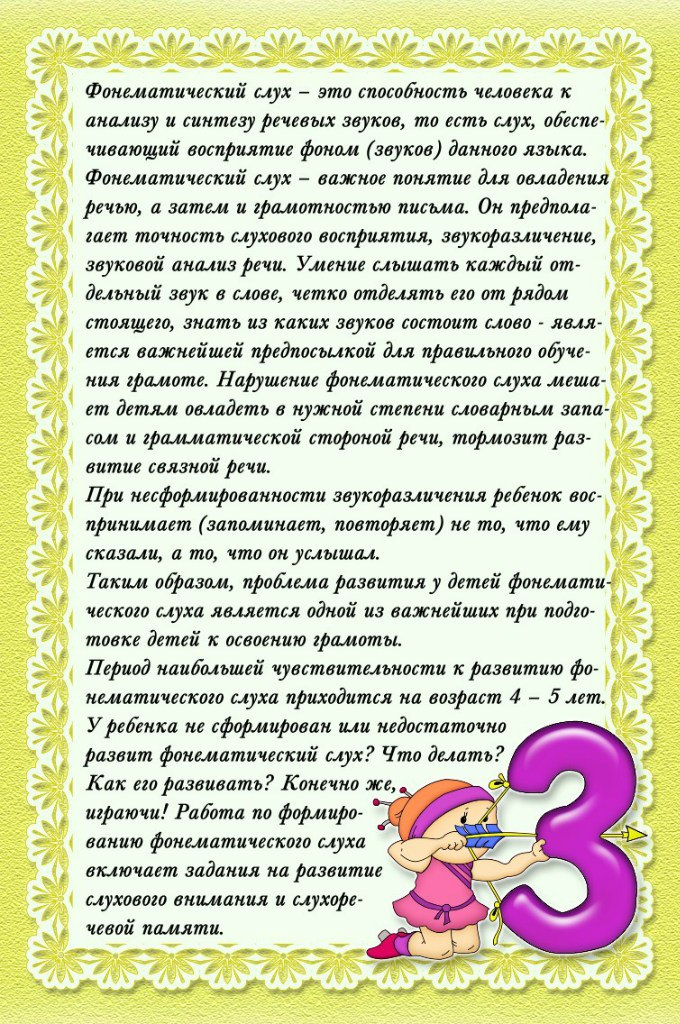 Фонематический слух – это способность человека к
анализу и синтезу речевых звуков, то есть слух, обеспе-
чивающий восприятие фоном (звуков) данного языка.
Фонематический слух – важное понятие для овладения
речью, а затем и грамотностью письма. Он предпола-
гает точность слухового восприятия, звукоразличение,
звуковой анализ речи. Умение слышать каждый от-
дельный звук в слове, четко отделять его от рядом
стоящего, знать из каких звуков состоит слово - явля-
ется важнейшей предпосылкой для правильного обуче-
ния грамоте. Нарушение фонематического слуха меша-
ет детям овладеть в нужной степени словарным запа-
сом и грамматической стороной речи, тормозит раз-
витие связной речи.
При несформированности звукоразличения ребенок вос-
принимает (запоминает, повторяет) не то, что ему
сказали, а то, что он услышал.
Таким образом, проблема развития у детей фонемати-
ческого слуха является одной из важнейших при подго-
товке детей к освоению грамоты.
Период наибольшей чувствительности к развитию фо-
нематического слуха приходится на возраст 4 – 5 лет.
У ребенка не сформирован или недостаточно
развит фонематический слух? Что делать?
Как его развивать? Конечно же,
играючи! Работа по формиро-
ванию фонематического слуха
включает задания на развитие
слухового внимания и слухоре-
чевой памяти.
3